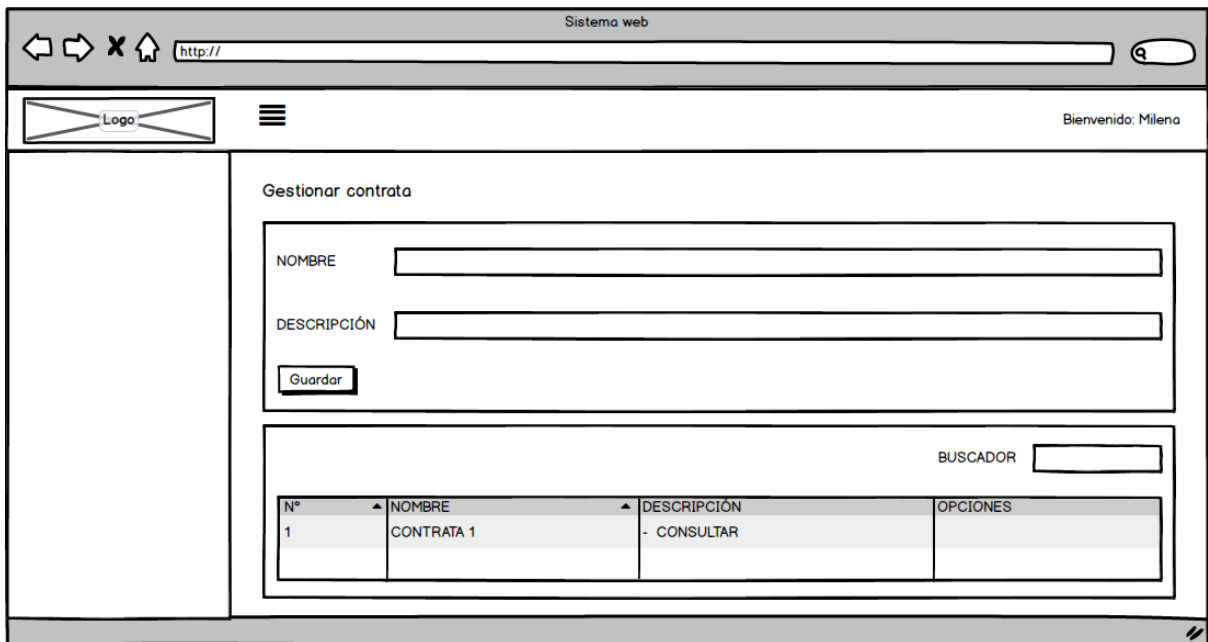 Sistema web
http://
Logo
Bienvenido: Milena
Gestionar contrata
NOMBRE
DESCRIPCIÓN
Guardar
BUSCADOR
N° NOMBRE DESCRIPCIÓN OPCIONES
1 CONTRATA 1 - CONSULTAR